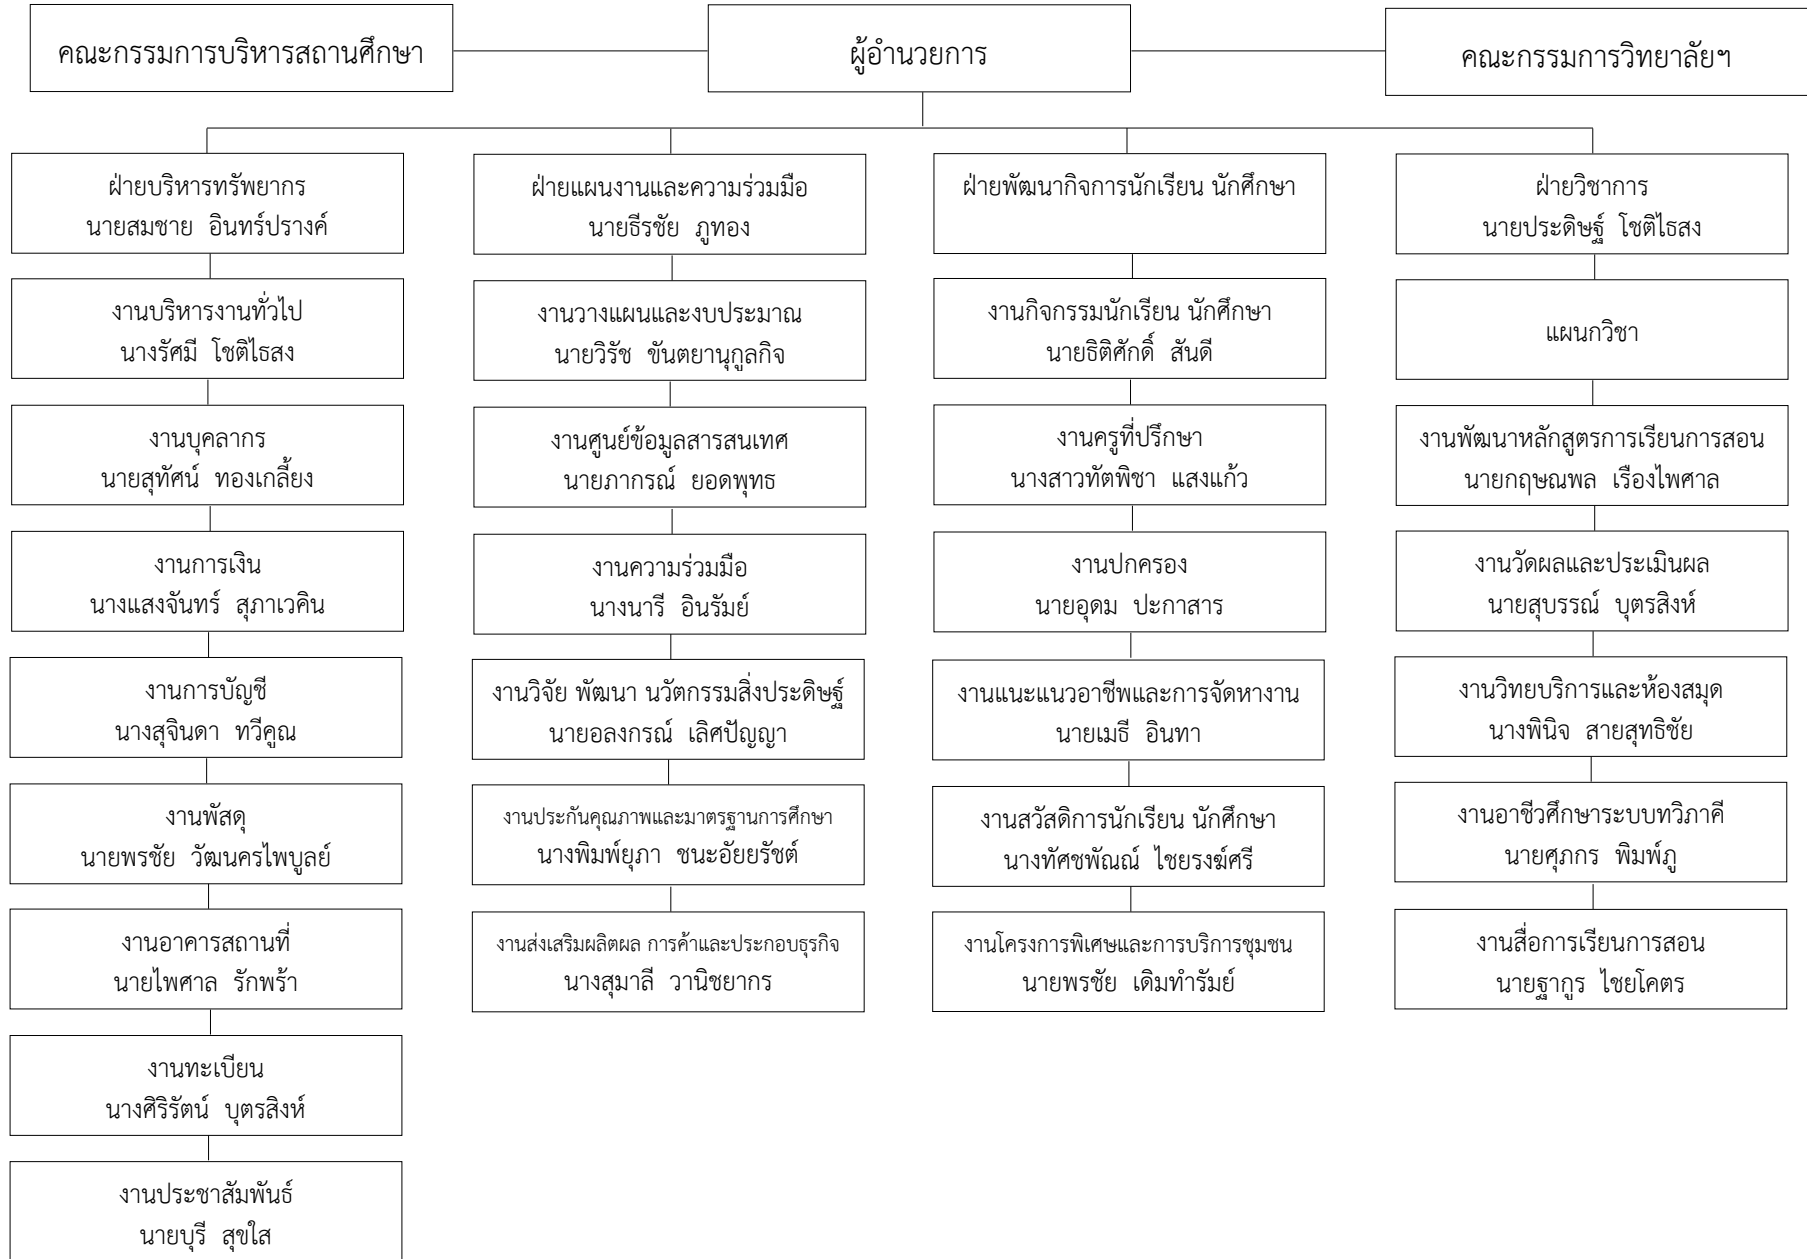 คณะกรรมการบริหารสถานศึกษา
ผู้อำนวยการ
คณะกรรมการวิทยาลัยฯ
ฝ่ายบริหารทรัพยากร
นายสมชาย อินทร์ปรางค์
งานบริหารงานทั่วไป
นางรัศมี โชติไธสง
งานบุคลากร
นายสุทัศน์ ทองเกลี้ยง
งานการเงิน
นางแสงจันทร์ สุภาเวคิน
งานการบัญชี
นางสุจินดา ทวีคูณ
งานพัสดุ
นายพรชัย วัฒนครไพบูลย์
งานอาคารสถานที่
นายไพศาล รักพร้า
งานทะเบียน
นางศิริรัตน์ บุตรสิงห์
งานประชาสัมพันธ์
นายบุรี สุขใส
ฝ่ายแผนงานและความร่วมมือ
นายธีรชัย ภูทอง
งานวางแผนและงบประมาณ
นายวิรัช ขันตยานุกูลกิจ
งานศูนย์ข้อมูลสารสนเทศ
นายภากรณ์ ยอดพุทธ
งานความร่วมมือ
นางนารี อินรัมย์
งานวิจัย พัฒนา นวัตกรรมสิ่งประดิษฐ์
นายอลงกรณ์ เลิศปัญญา
งานประกันคุณภาพและมาตรฐานการศึกษา
นางพิมพ์ยุภา ชนะอัยยรัชต์
งานส่งเสริมผลิตผล การค้าและประกอบธุรกิจ
นางสุมาลี วานิชยากร
ฝ่ายพัฒนากิจการนักเรียน นักศึกษา
งานกิจกรรมนักเรียน นักศึกษา
นายธิติศักดิ์ สันดี
งานครูที่ปรึกษา
นางสาวทัตพิชา แสงแก้ว
งานปกครอง
นายอุดม ปะกาสาร
งานแนะแนวอาชีพและการจัดหางาน
นายเมธี อินทา
งานสวัสดิการนักเรียน นักศึกษา
นางทัศชพัณณ์ ไชยรงฆ์ศรี
งานโครงการพิเศษและการบริการชุมชน
นายพรชัย เดิมทำรัมย์
ฝ่ายวิชาการ
นายประดิษฐ์ โชติไธสง
แผนกวิชา
งานพัฒนาหลักสูตรการเรียนการสอน
นายกฤษณพล เรืองไพศาล
งานวัดผลและประเมินผล
นายสุบรรณ์ บุตรสิงห์
งานวิทยบริการและห้องสมุด
นางพินิจ สายสุทธิชัย
งานอาชีวศึกษาระบบทวิภาคี
นายศุภกร พิมพ์ภู
งานสื่อการเรียนการสอน
นายฐากูร ไชยโคตร